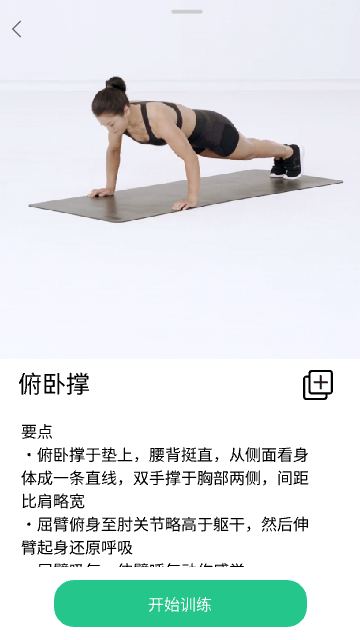 俯卧撑
要点
・俯卧撑于垫上，腰背挺直，从侧面看身
体成一条直线，双手撑于胸部两侧，间距
比肩略宽
・屈臂俯身至肘关节略高于躯干，然后伸
臂起身还原呼吸
开始训练